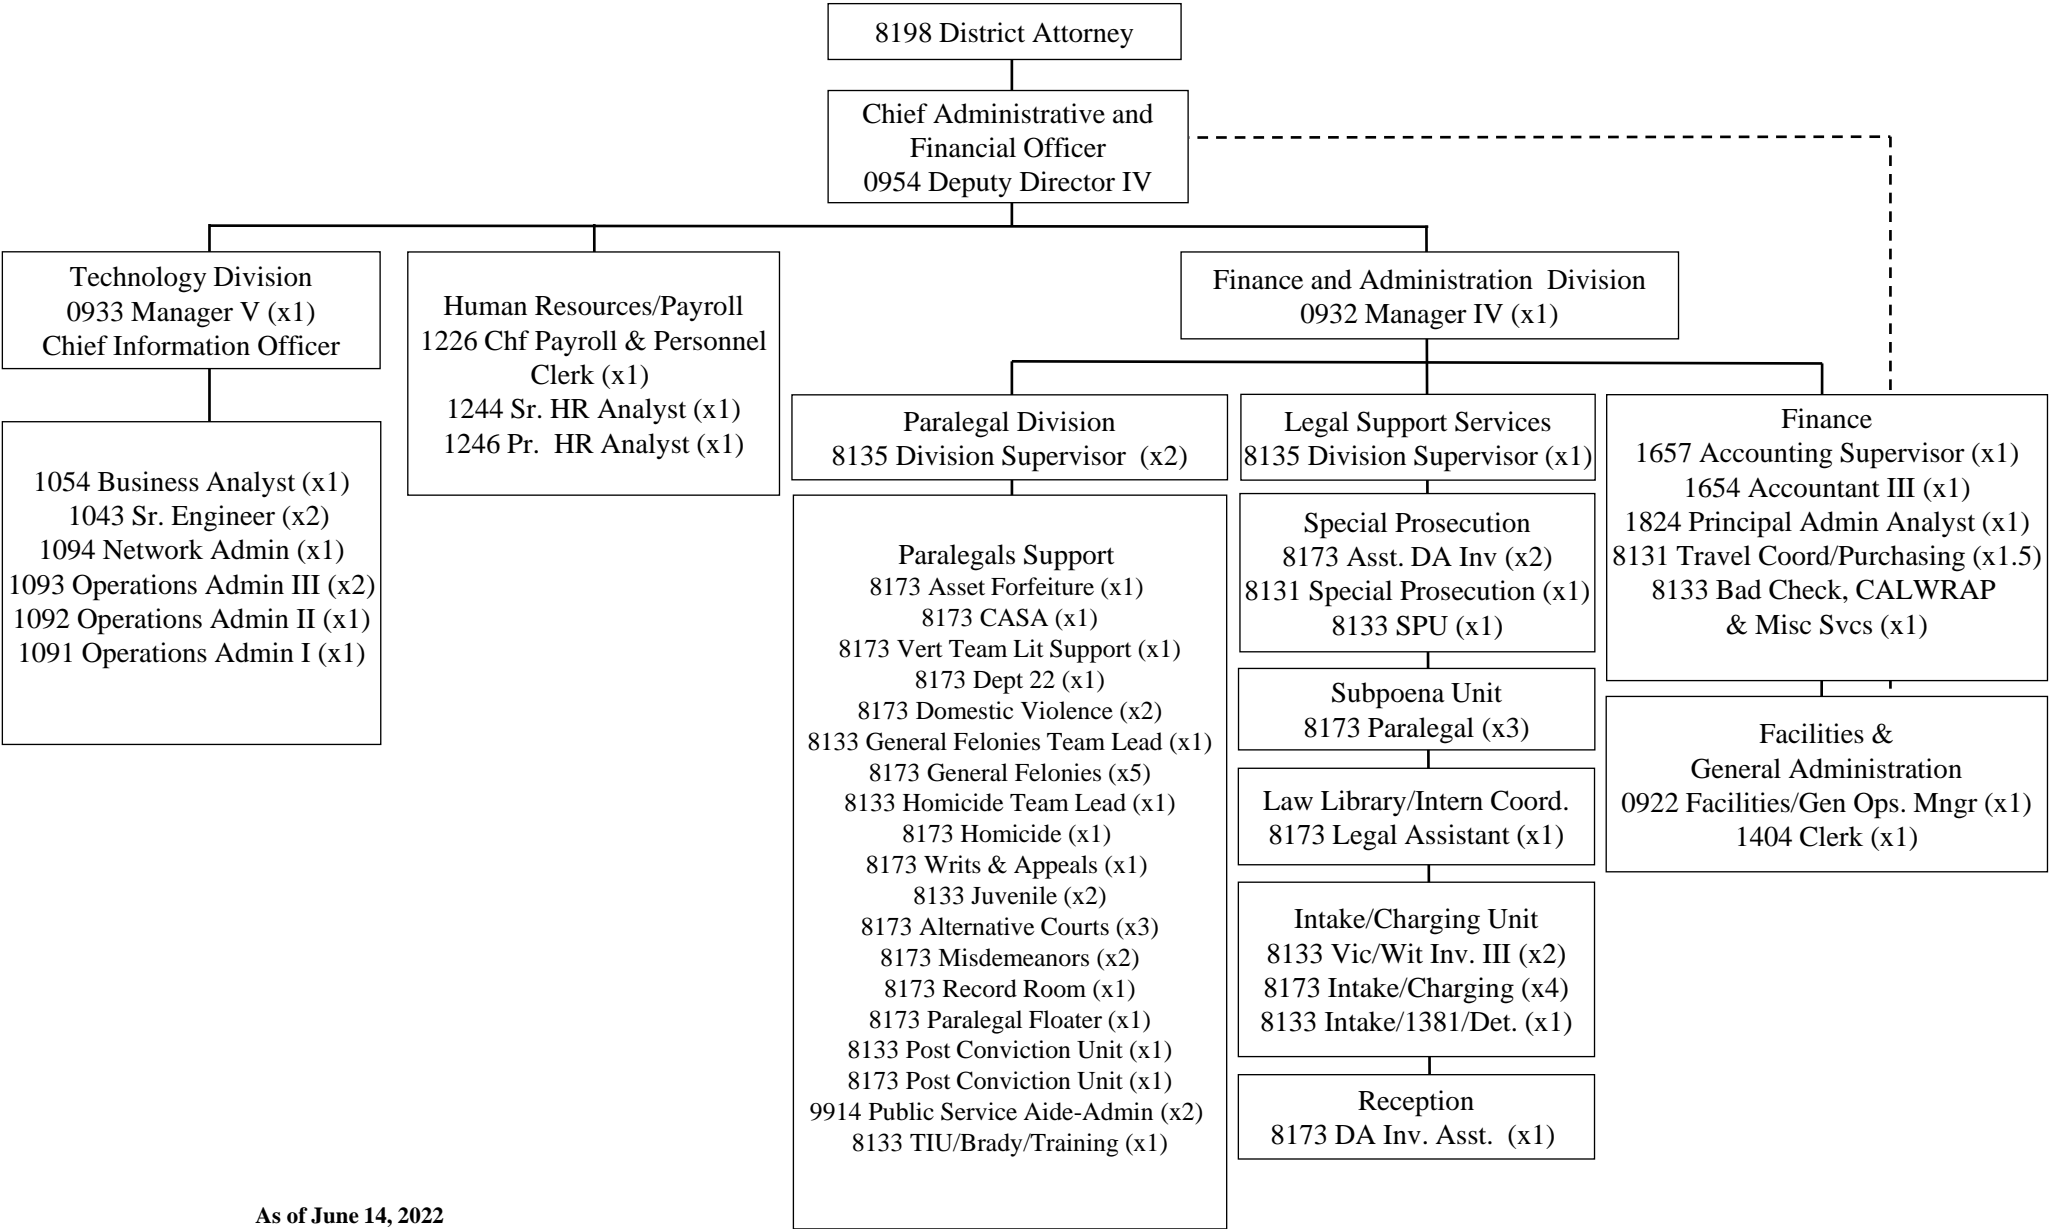 8198 District Attorney
Chief Administrative and
Financial Officer
0954 Deputy Director IV
Technology Division
0933 Manager V (x1)
Chief Information Officer
1054 Business Analyst (x1)
1043 Sr. Engineer (x2)
1094 Network Admin (x1)
1093 Operations Admin III (x2)
1092 Operations Admin II (x1)
1091 Operations Admin I (x1)
Human Resources/Payroll
1226 Chf Payroll & Personnel
Clerk (x1)
1244 Sr. HR Analyst (x1)
1246 Pr. HR Analyst (x1)
Finance and Administration Division
0932 Manager IV (x1)
Paralegal Division
8135 Division Supervisor (x2)
Paralegals Support
8173 Asset Forfeiture (x1)
8173 CASA (x1)
8173 Vert Team Lit Support (x1)
8173 Dept 22 (x1)
8173 Domestic Violence (x2)
8133 General Felonies Team Lead (x1)
8173 General Felonies (x5)
8133 Homicide Team Lead (x1)
8173 Homicide (x1)
8173 Writs & Appeals (x1)
8133 Juvenile (x2)
8173 Alternative Courts (x3)
8173 Misdemeanors (x2)
8173 Record Room (x1)
8173 Paralegal Floater (x1)
8133 Post Conviction Unit (x1)
8173 Post Conviction Unit (x1)
9914 Public Service Aide-Admin (x2)
8133 TIU/Brady/Training (x1)
Legal Support Services
8135 Division Supervisor (x1)
Special Prosecution
8173 Asst. DA Inv (x2)
8131 Special Prosecution (x1)
8133 SPU (x1)
Subpoena Unit
8173 Paralegal (x3)
Law Library/Intern Coord.
8173 Legal Assistant (x1)
Intake/Charging Unit
8133 Vic/Wit Inv. III (x2)
8173 Intake/Charging (x4)
8133 Intake/1381/Det. (x1)
Reception
8173 DA Inv. Asst. (x1)
Finance
1657 Accounting Supervisor (x1)
1654 Accountant III (x1)
1824 Principal Admin Analyst (x1)
8131 Travel Coord/Purchasing (x1.5)
8133 Bad Check, CALWRAP
& Misc Svcs (x1)
Facilities &
General Administration
0922 Facilities/Gen Ops. Mngr (x1)
1404 Clerk (x1)
As of June 14, 2022